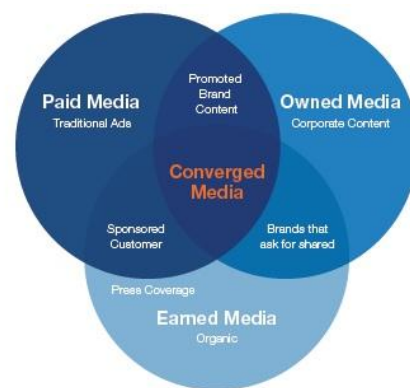 Promoted
Brand
Content
Paid Media
Traditional Ads
Owned Media
Corporate Content
Converged
Media
Sponsored
Customer
Brands that
ask for shared
Press Coverage
Earned Media
Organic